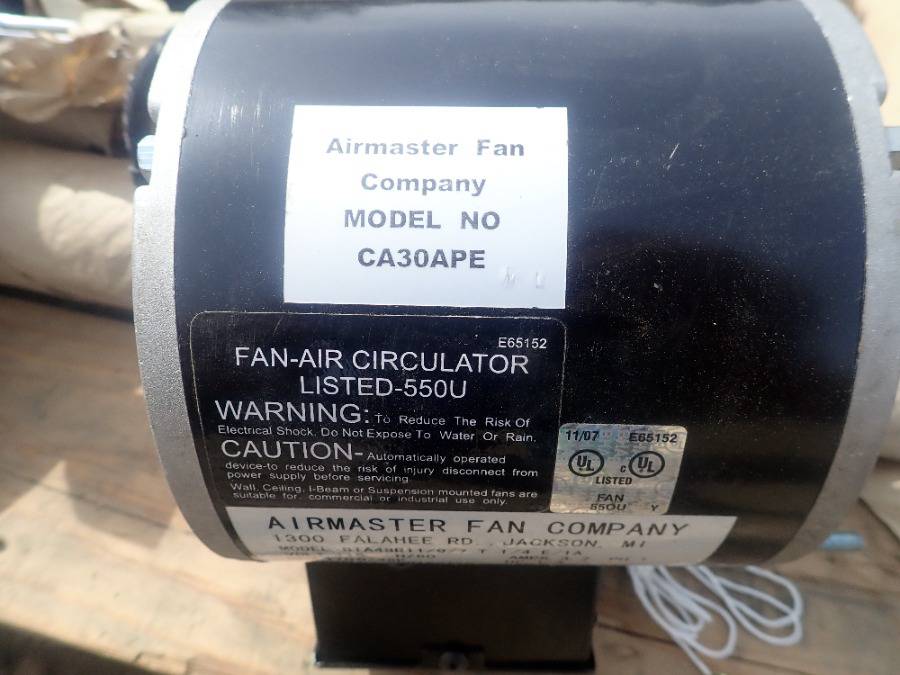 Airmaster Fan
Company
MODEL NO
CA30APE
E65152
FAN-AIR CIRCULATOR
LISTED-550U
WARNING: To Reduce The Risk Of
Electrical Shock, Do Not Expose To Water Or Rain.
CAUTION- Automatically operated
device-to reduce the risk of injury disconnect from
power supply before servicing.
Wall, Ceiling, I-Beam or Suspension mounted fans are
suitable for commercial or industrial use only.
11/07 E65152
UL C UL
LISTED
FAN
550U Y
AIRMASTER FAN COMPANY
1300 FALAHEE RD. JACKSON, MI
MODEL